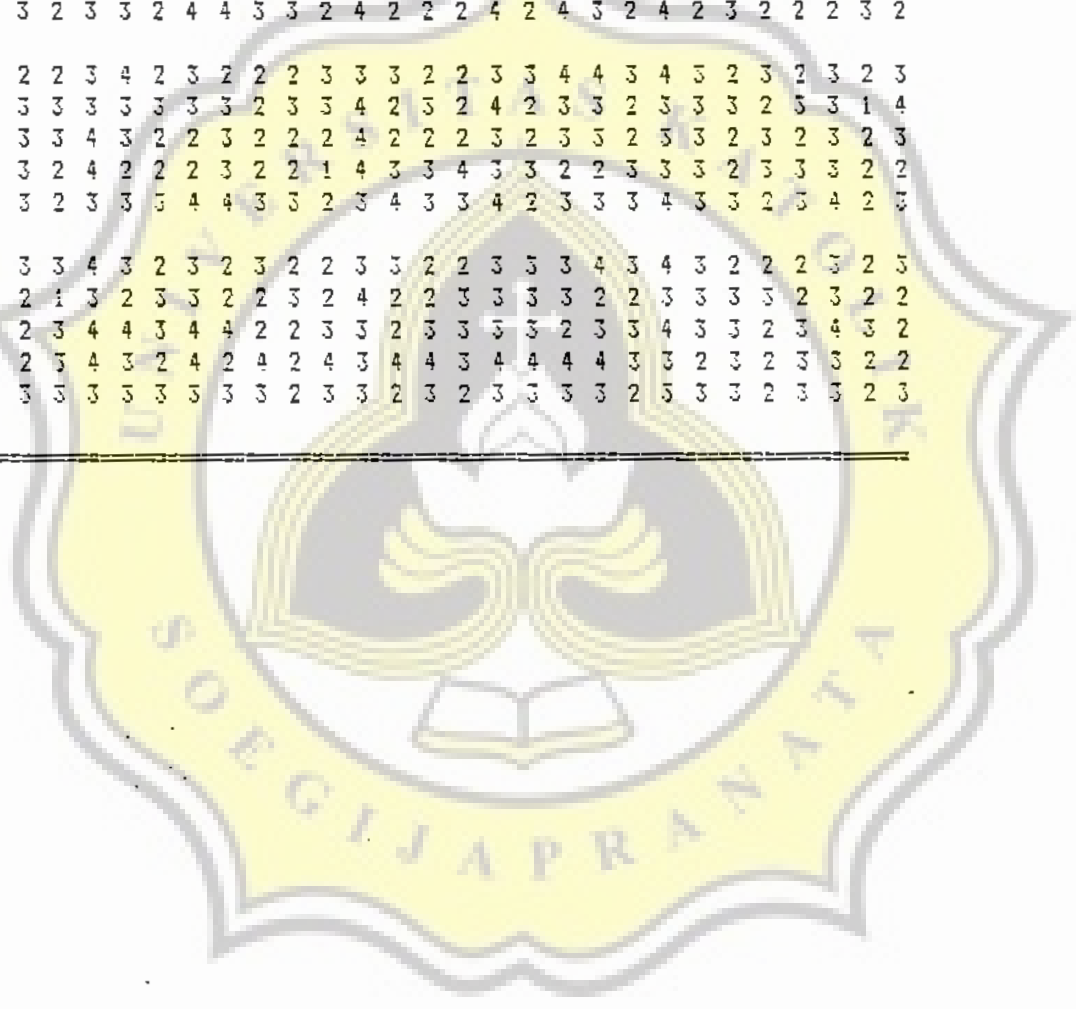 3 2 3 3 2 4 4 3 3 2 4 2 2 2 4 2 4 3 2 4 2 3 2 2 2 3 2
2 2 3 4 2 3 2 2 2 3 3 3 2 2 3 3 4 4 3 4 3 2 3 2 3 2 3
3 3 3 3 3 3 3 2 3 3 4 2 3 2 4 2 3 3 2 3 3 3 2 3 3 1 4
3 3 4 3 2 2 3 2 2 2 4 2 2 2 3 2 3 3 2 3 3 2 3 2 3 2 3
3 2 4 2 2 2 3 2 2 1 4 3 3 4 3 3 2 2 3 3 3 2 3 3 3 2 2
3 2 3 3 3 4 4 3 3 2 3 4 3 3 4 2 3 3 3 4 3 3 2 3 4 2 3
3 3 4 3 2 3 2 3 2 2 3 3 2 2 3 3 3 4 3 4 3 2 2 2 3 2 3
2 1 3 2 3 3 2 2 3 2 4 2 2 3 3 3 3 2 2 3 3 3 3 2 3 2 2
2 3 4 4 3 4 4 2 2 3 3 2 3 3 3 3 2 3 3 4 3 3 2 3 4 3 2
2 3 4 3 2 4 2 4 2 4 3 4 4 3 4 4 4 4 3 3 2 3 2 3 3 2 2
3 3 3 3 3 3 3 3 2 3 3 2 3 2 3 3 3 3 2 3 3 3 2 3 3 2 3
UNIVERSITAS KATOLIK
SOEGIJAPRANATA